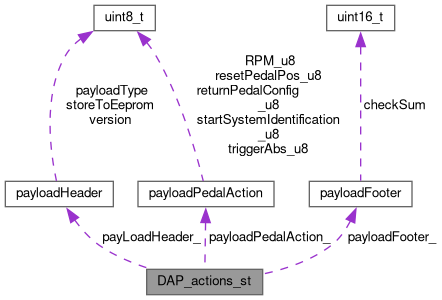 uint8_t
uint16_t
payloadType
storeToEeprom
version
RPM_u8
resetPedalPos_u8
returnPedalConfig
_u8
startSystemIdentification
_u8
triggerAbs_u8
checkSum
payloadHeader
payloadPedalAction
payloadFooter
payLoadHeader_
payloadPedalAction_
payloadFooter_
DAP_actions_st